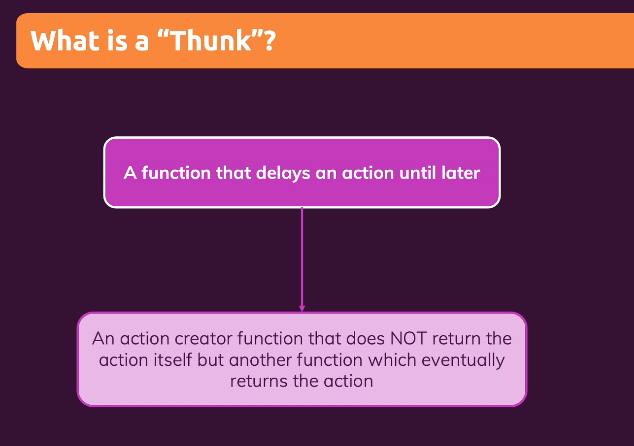 What is a “Thunk”?
A function that delays an action until later
An action creator function that does NOT return the
action itself but another function which eventually
returns the action